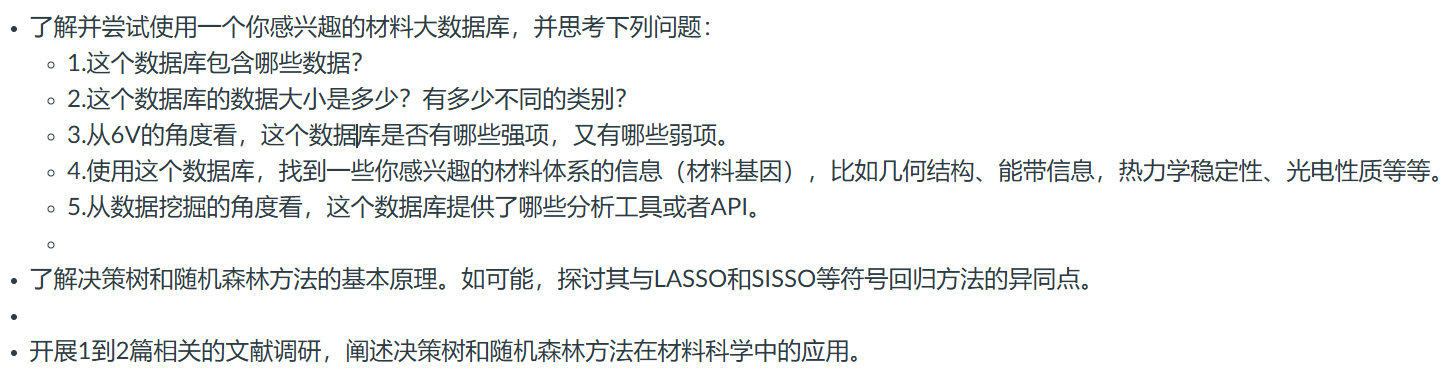 了解并尝试使用一个你感兴趣的材料大数据库，并思考下列问题：
1.这个数据库包含哪些数据？
2.这个数据库的数据大小是多少？有多少不同的类别？
3.从6V的角度看，这个数据库是否有哪些强项，又有哪些弱项。
4.使用这个数据库，找到一些你感兴趣的材料体系的信息（材料基因），比如几何结构、能带信息，热力学稳定性、光电性质等等。
5.从数据挖掘的角度看，这个数据库提供了哪些分析工具或者API。
了解决策树和随机森林方法的基本原理。如可能，探讨其与LASSO和SISSO等符号回归方法的异同点。
开展1到2篇相关的文献调研，阐述决策树和随机森林方法在材料科学中的应用。